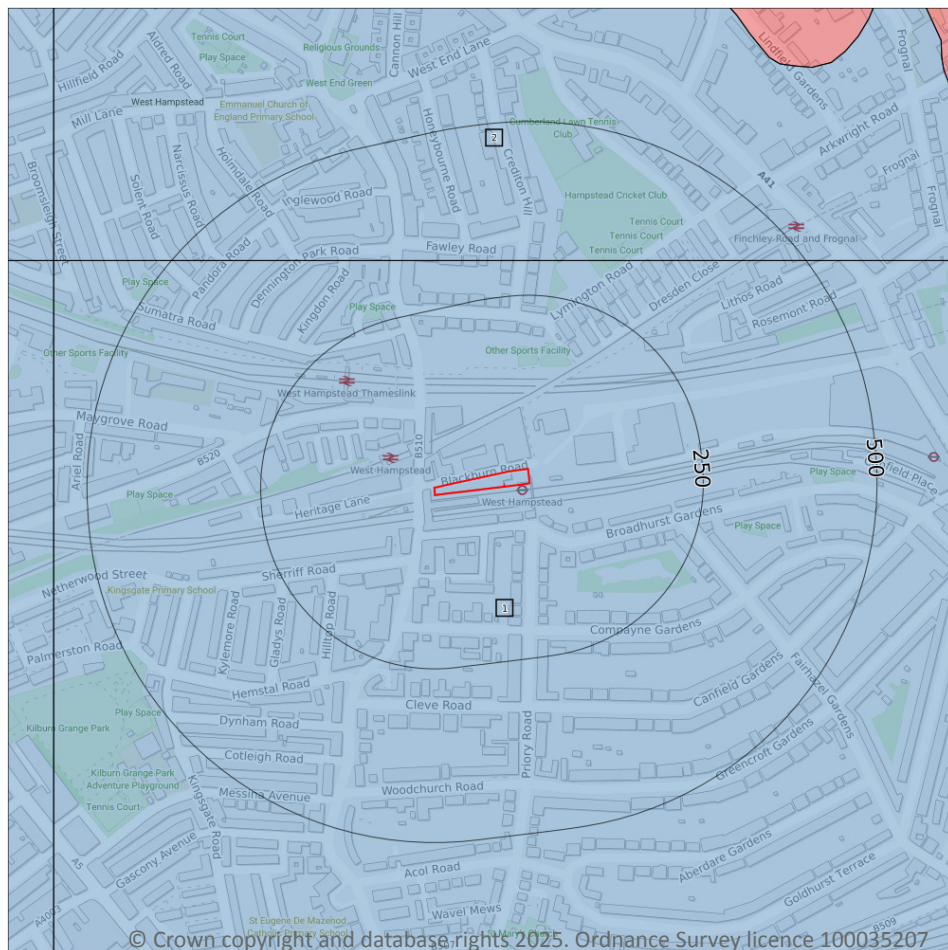 Tennis Court
Play Space
Religious Grounds
Cannon Hill
West End Lane
Hillfield Road
Aldred Road
West End Green
West Hampstead
Mill Lane
Emmanuel Church of
England Primary School
Lindfield Gardens
Frognal
Arkwright Road
Frognal
Frognal
A41
Cumberland Lawn Tennis
Club
2
Honeybourne Road
Crediton Hill
Hampstead Cricket Club
Tennis Court
Tennis Court
Tennis Court
Finchley Road and Frognal
Broomsleigh Street
Solent Road
Narcissus Road
Holmdale Road
Inglewood Road
Fawley Road
Pandora Road
Dennington Park Road
Kingdon Road
Play Space
Sumatra Road
Play Space
Lymington Road
Dresden Close
Lithos Road
Rosemont Road
Other Sports Facility
Other Sports Facility
West Hampstead Thameslink
Maygrove Road
B520
Ariel Road
B510
West Hampstead
Blackburn Road
West Hampstead
250
500
Play Space
Heritage Lane
Broadhurst Gardens
Play Space
Play Space
Netherwood Street
Sherriff Road
Kingsgate Primary School
1
Compayne Gardens
Palmerston Road
Kylemore Road
Gladys Road
Hilltop Road
Hemstal Road
Cleve Road
Canfield Gardens
Fairhazel Gardens
Play Space
Kilburn Grange Park
Dynham Road
Cotleigh Road
Priory Road
Greencroft Gardens
Kilburn Grange Park
Adventure Playground
Tennis Court
Messina Avenue
Woodchurch Road
Kingsgate Road
Gascony Avenue
A5
Acol Road
Aberdare Gardens
Goldhurst Terrace
A4003
Wavel Mews
St Eugene De Mazenod
Catholic Primary School
St Mary's Church
B509
© Crown copyright and database rights 2025. Ordnance Survey licence 100035207